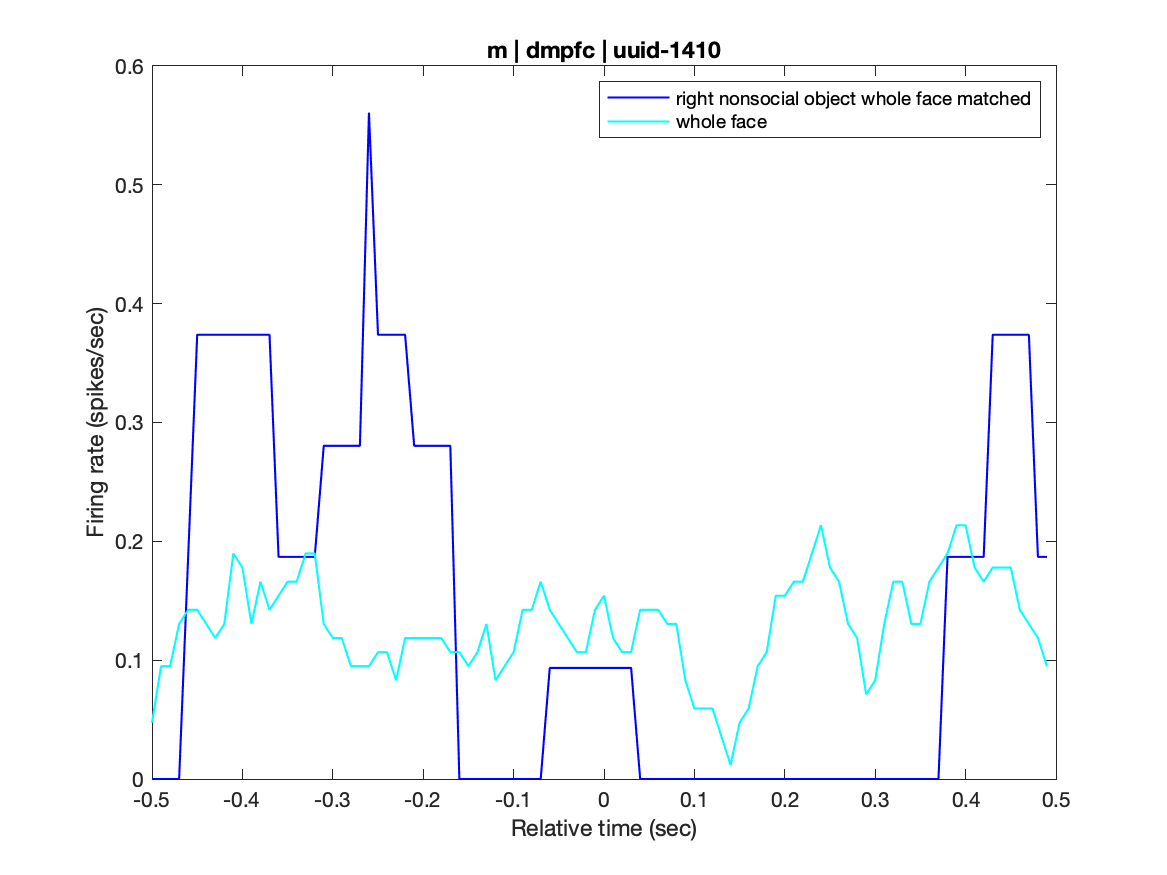 m | dmpfc | uuid-1410
right nonsocial object whole face matched
whole face
Firing rate (spikes/sec)
0.6
0.5
0.4
0.3
0.2
0.1
0
-0.5 -0.4 -0.3 -0.2 -0.1 0 0.1 0.2 0.3 0.4 0.5
Relative time (sec)